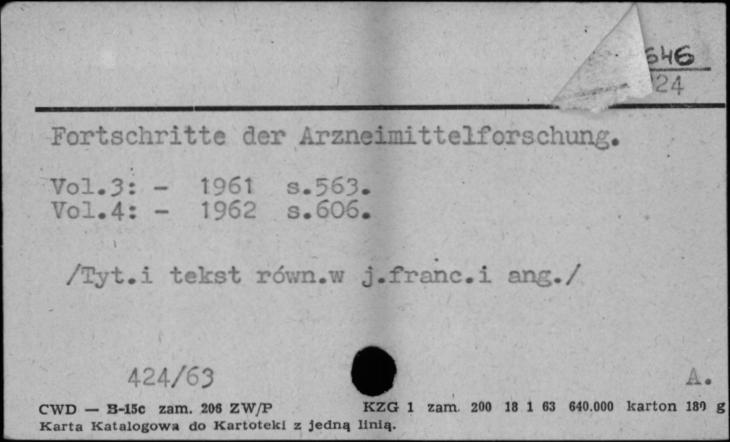 646
24
Fortschritte der Arzneimittelforschung.
Vol.3: - 1961 s.563.
Vol.4: - 1962 s.606.
/Tyt.i tekst równ.w j.franc.i ang./
424/63 A.
CWD — B-15c zam. 206 ZW/P KZG 1 zam. 200 18 1 63 640.000 karton 180 g
Karta Katalogowa do Kartoteki z jedną linią.